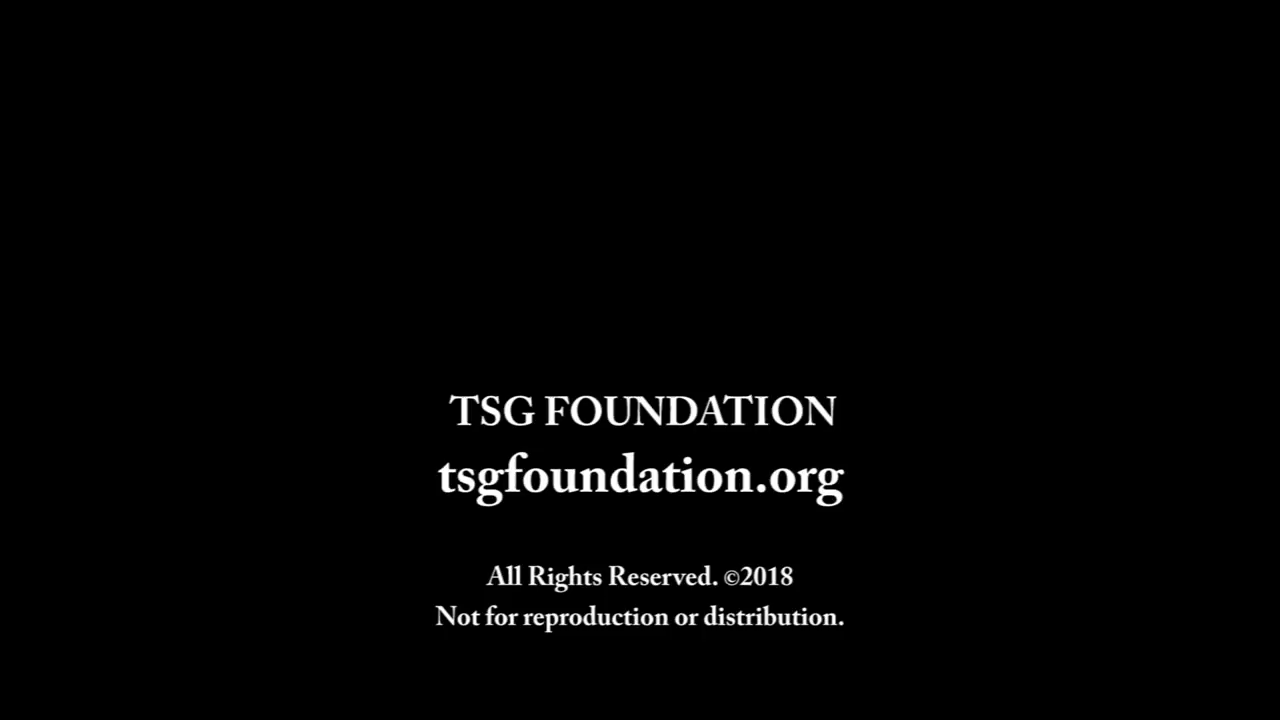 TSG FOUNDATION
tsgfoundation.org
All Rights Reserved. ©2018
Not for reproduction or distribution.